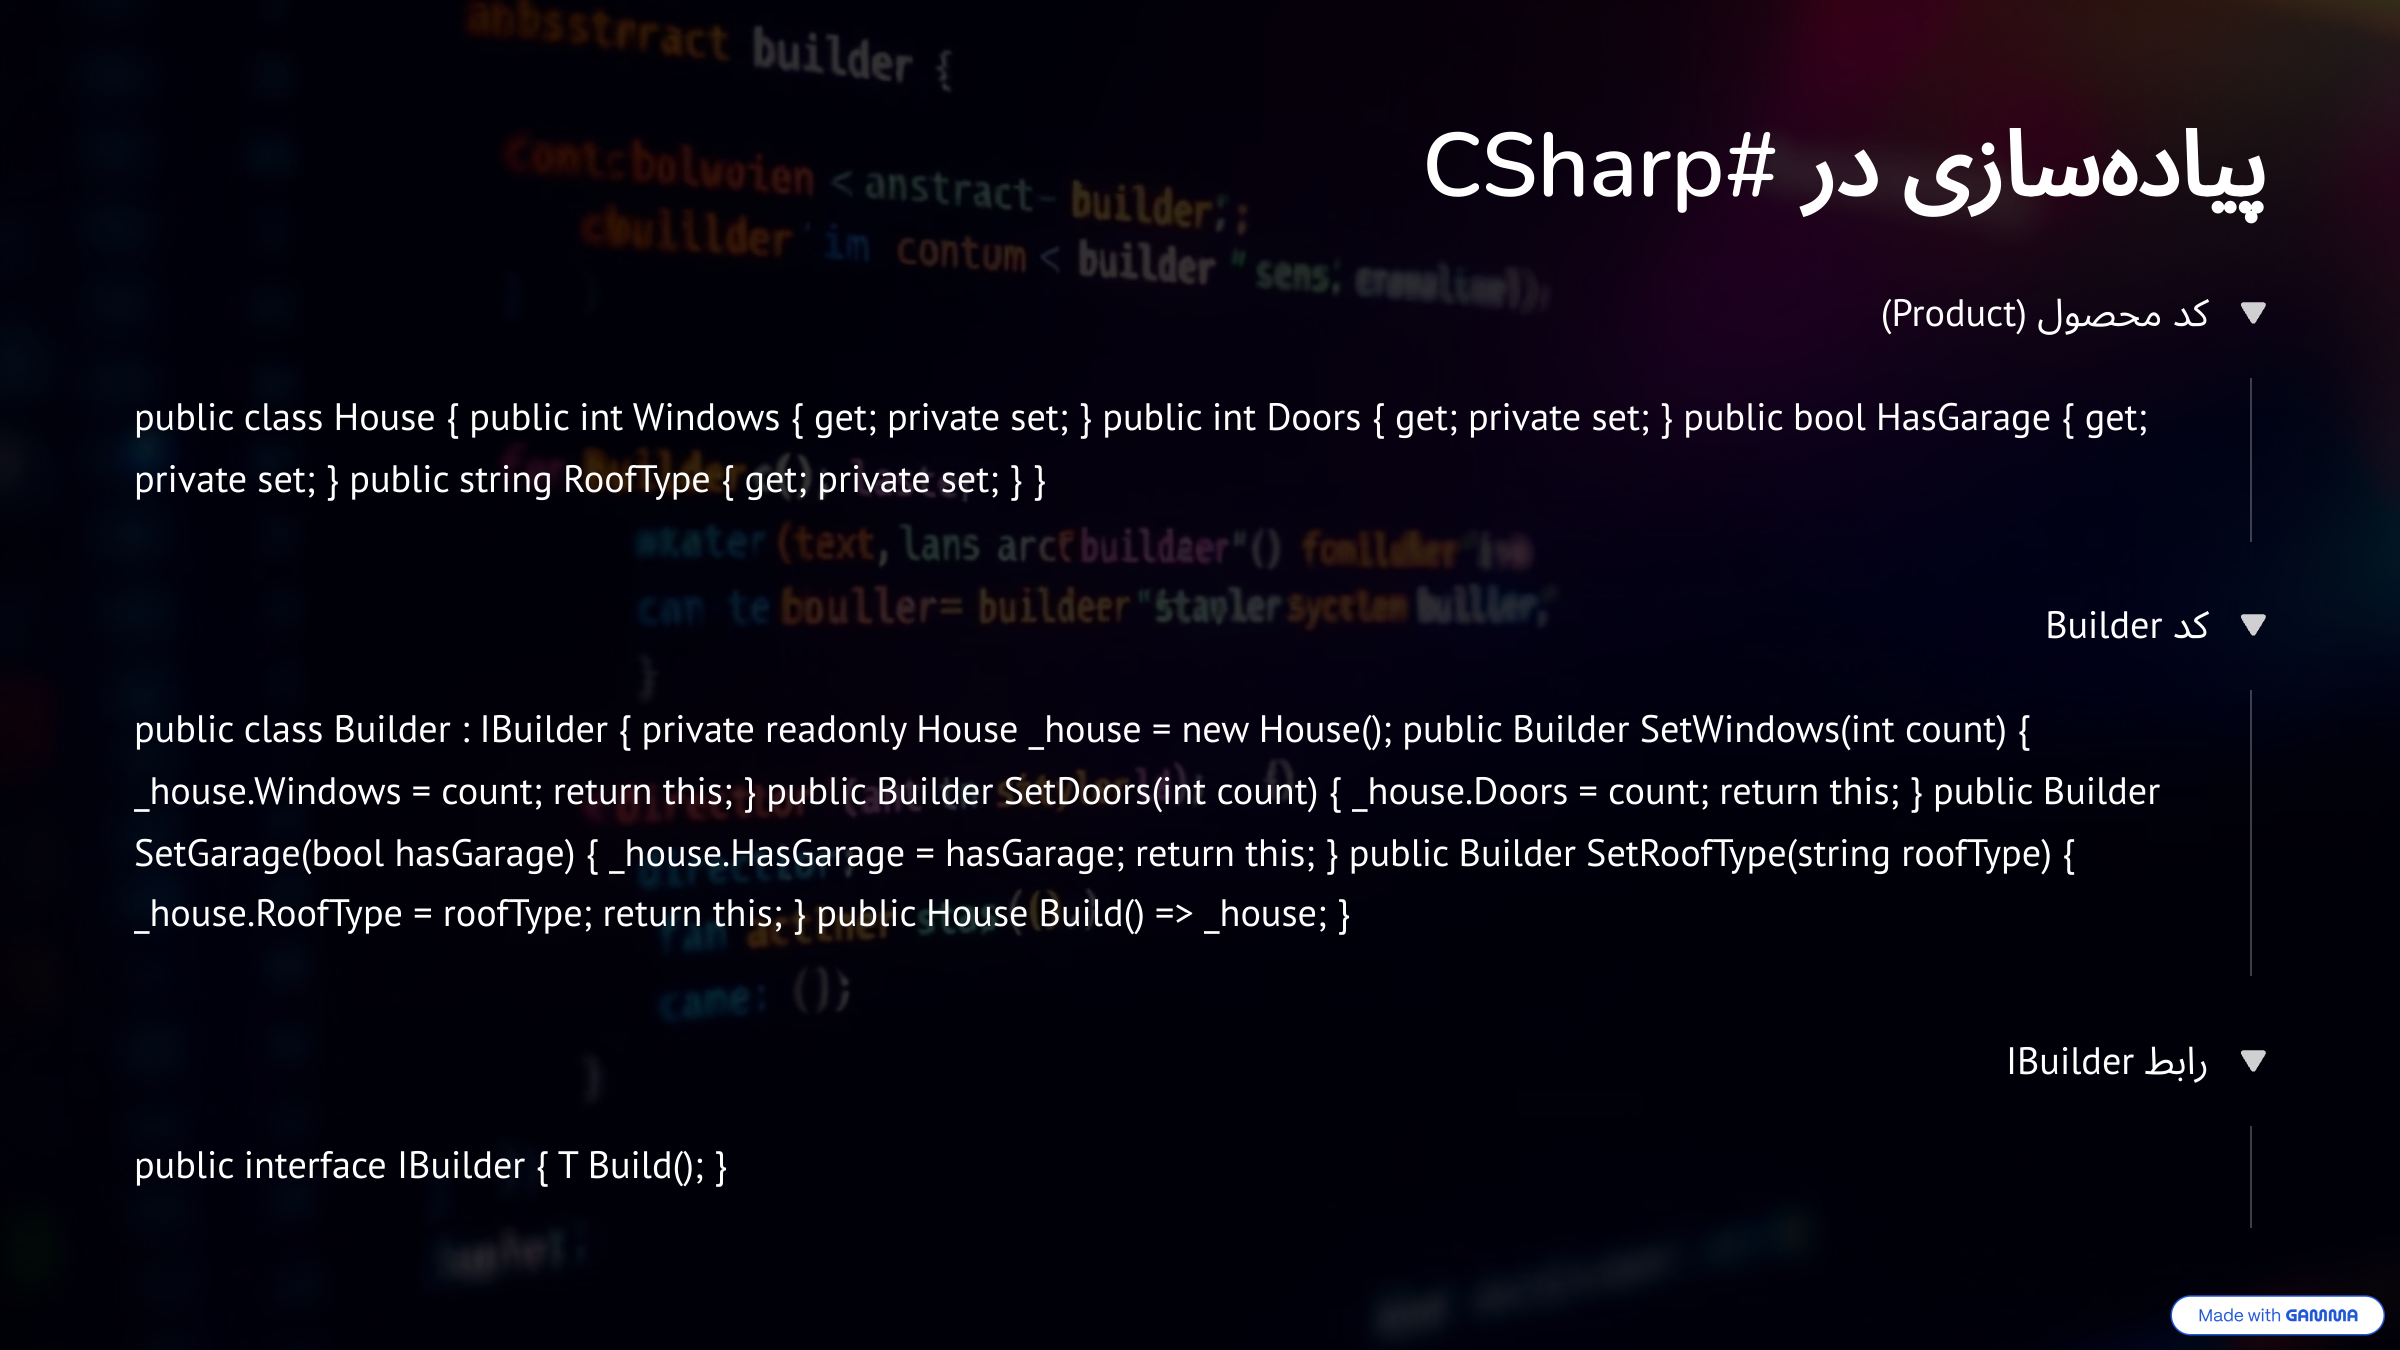 پیاده‌سازی در CSharp#
کد محصول (Product)
public class House { public int Windows { get; private set; } public int Doors { get; private set; } public bool HasGarage { get;
private set; } public string RoofType { get; private set; } }
کد Builder
public class Builder : IBuilder { private readonly House _house = new House(); public Builder SetWindows(int count) {
_house.Windows = count; return this; } public Builder SetDoors(int count) { _house.Doors = count; return this; } public Builder
SetGarage(bool hasGarage) { _house.HasGarage = hasGarage; return this; } public Builder SetRoofType(string roofType) {
_house.RoofType = roofType; return this; } public House Build() => _house; }
رابط IBuilder
public interface IBuilder { T Build(); }
Made with GAMMA